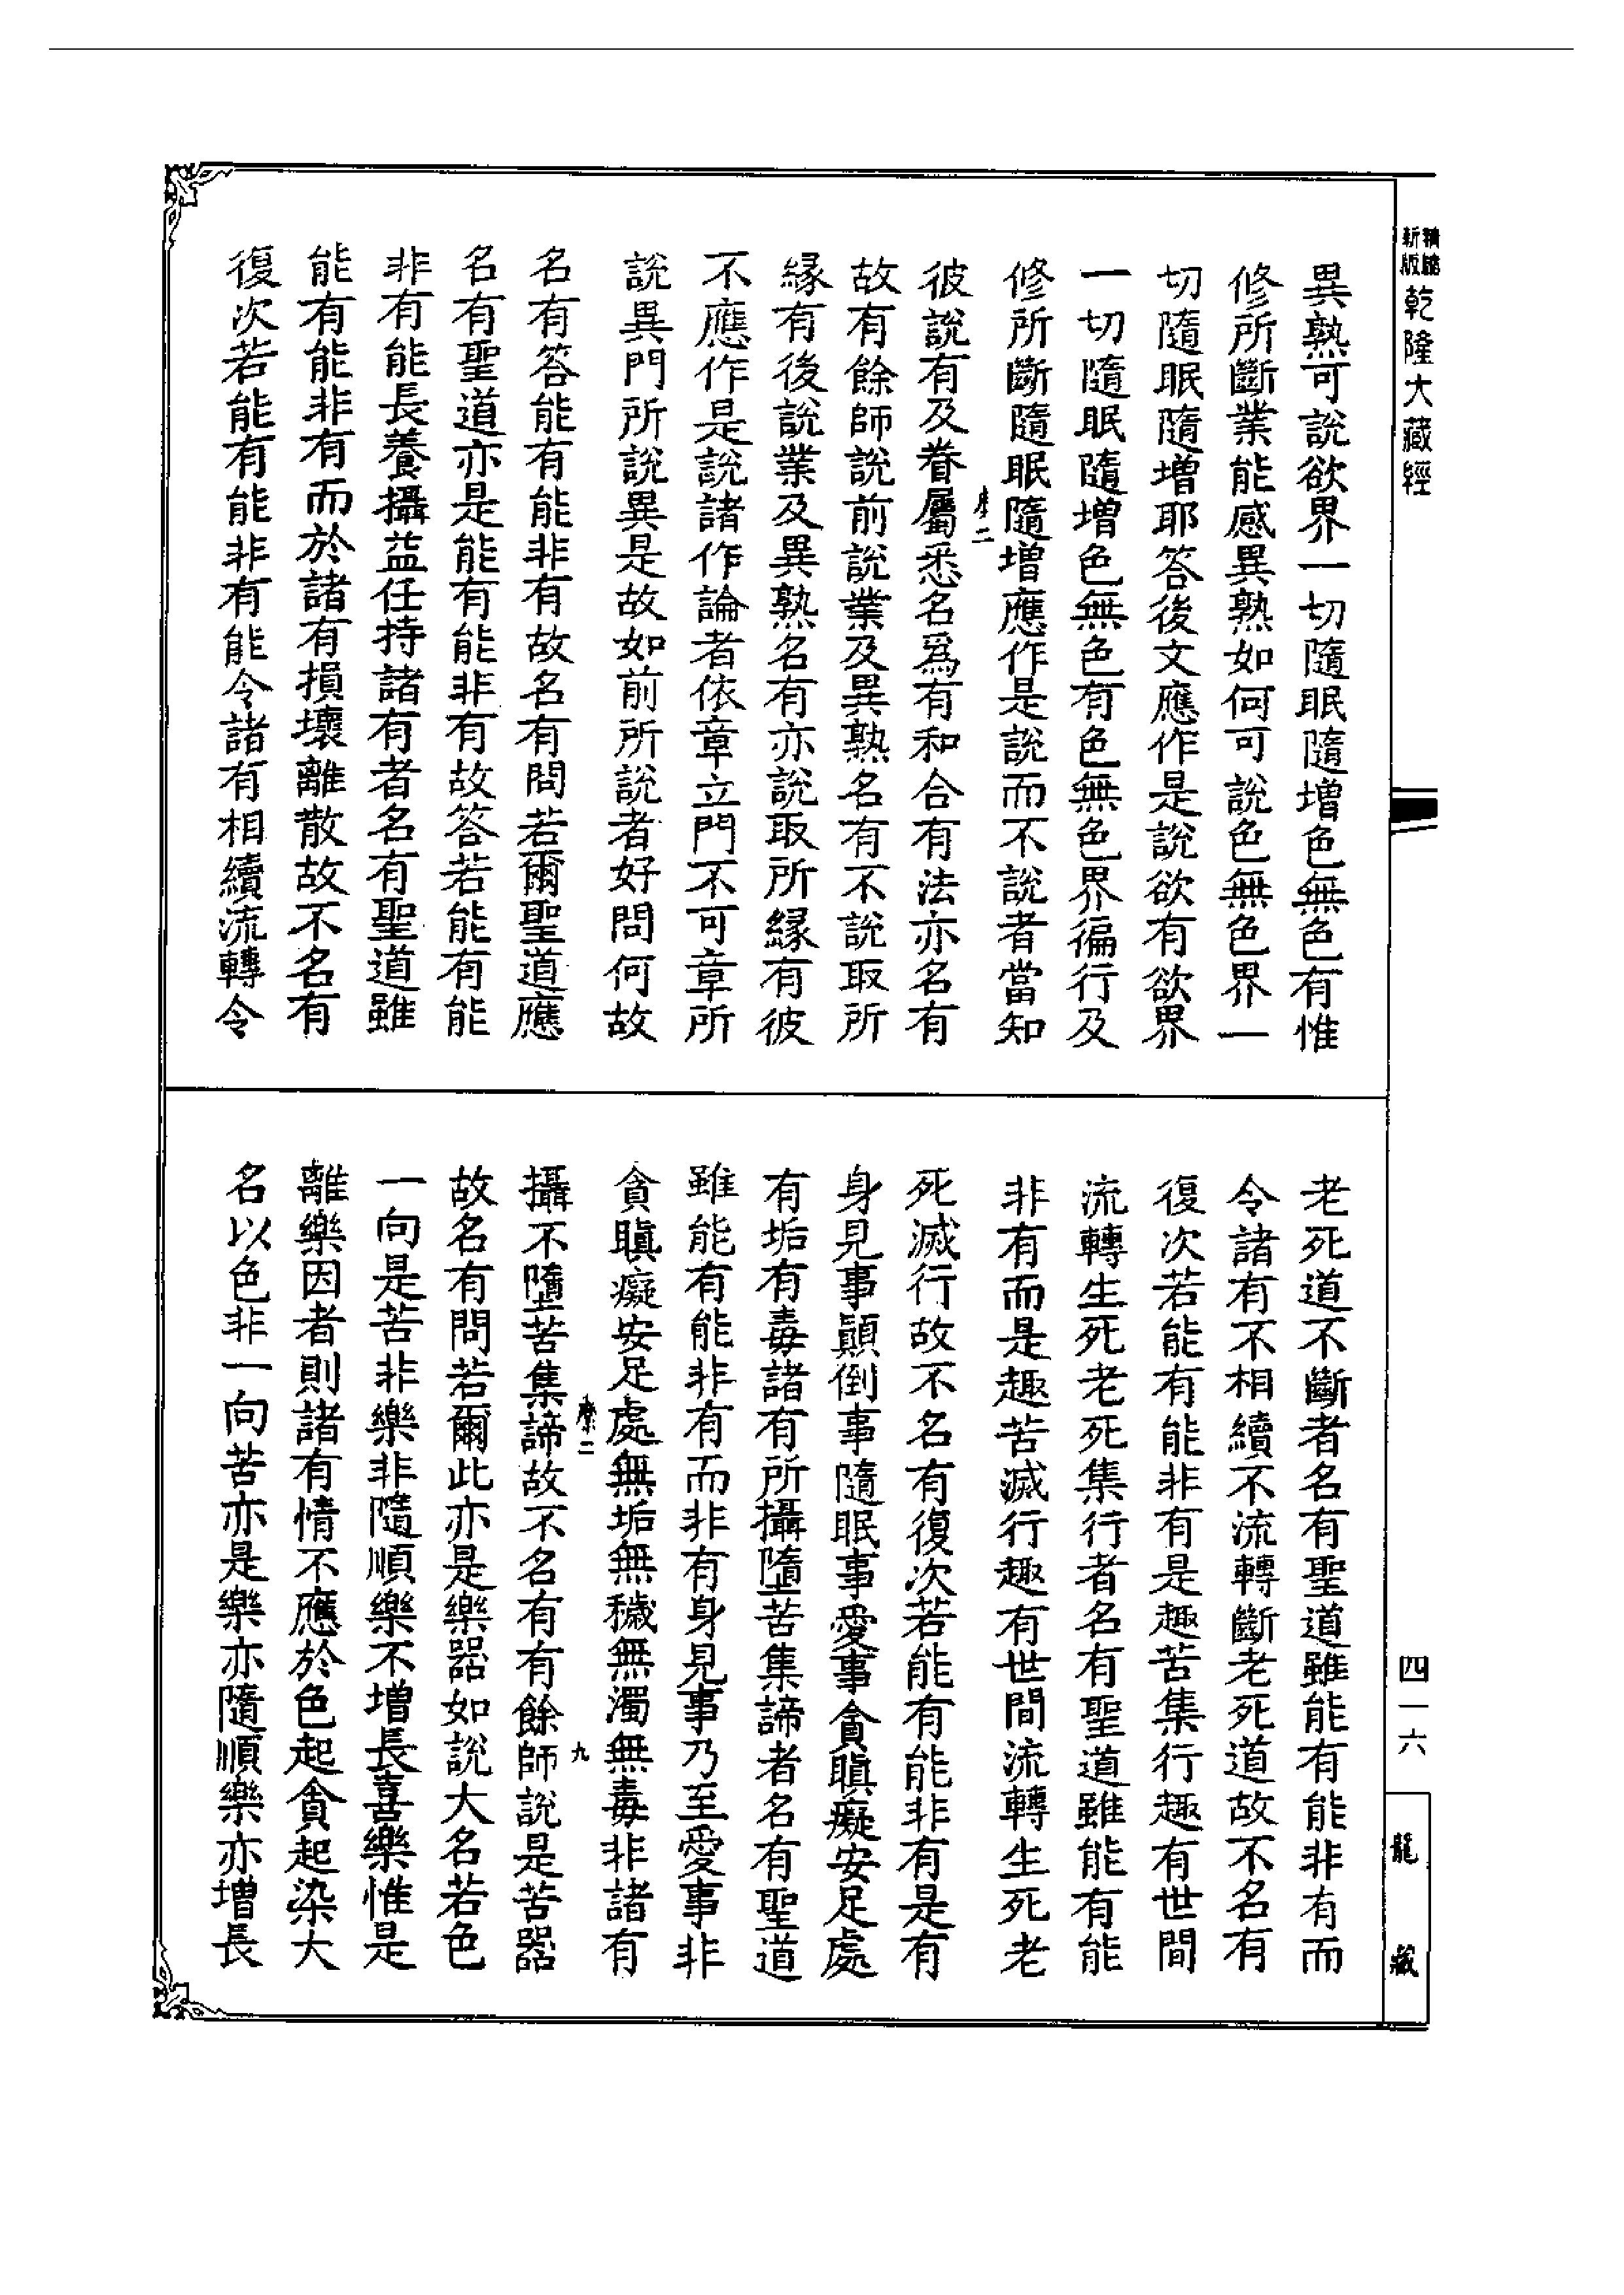 精縮新版乾隆大藏經
異熟可說欲界一切隨眠隨增色無色有惟
修所斷業能感異熟如何可說色無色界一
切隨眠隨增耶答後文應作是說欲有欲界
一切隨眠隨增色無色有色無色界徧行及
修所斷隨眠隨增應作是說而不說者當知
彼說有及眷屬悉名爲有和合有法亦名有
故有餘師說前說業及異熟名有不說取所
緣有後說業及異熟名有亦說取所緣有彼
不應作是說諸作論者依章立門不可章所
說異門所說異是故如前所說者好問何故
名有答能有能非有故名有問若爾聖道應
名有聖道亦是能有能非有故答若能有能
非有能長養攝益任持諸有者名有聖道雖
能有能非有而於諸有損壞離散故不名有
復次若能有能非有能令諸有相續流轉令
老死道不斷者名有聖道雖能有能非有而
令諸有不相續不流轉斷老死道故不名有
復次若能有能非有是趣苦集行趣有世間
流轉生死老死集行者名有聖道雖能有能
非有而是趣苦滅行趣有世間流轉生死老
死滅行故不名有復次若能有能非有是有
身見事顛倒事隨眠事愛事貪瞋癡安足處
有垢有毒諸有所攝墮苦集諦者名有聖道
雖能有能非有而非有身見事乃至愛事非
貪瞋癡安足處無垢無穢無濁無毒非諸有
攝不墮苦集諦故不名有有餘師說是苦器
故名有問若爾此亦是樂器如說大名若色
一向是苦非樂非隨順樂不增長喜樂惟是
離樂因者則諸有情不應於色起貪起染大
名以色非一向苦亦是樂亦隨順樂亦增長
九
四一六
龍藏